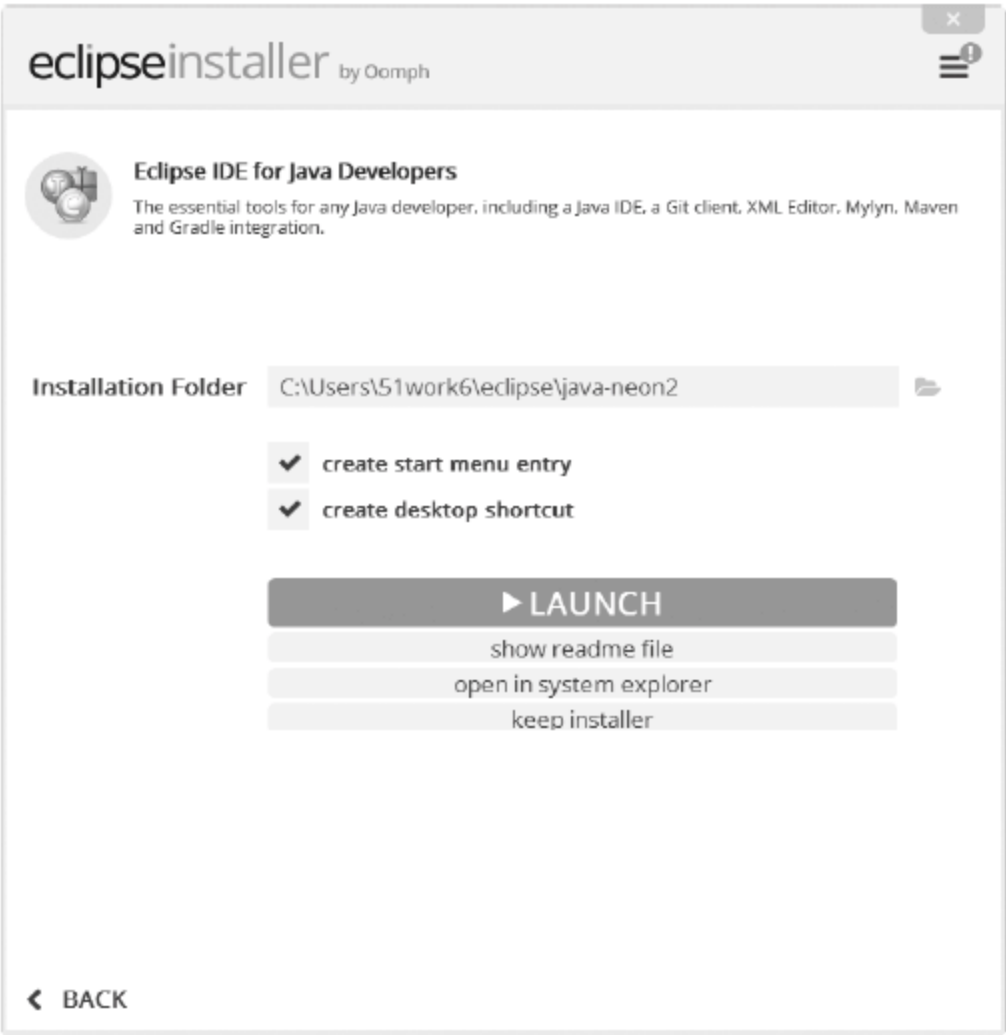 eclipseinstaller by Oomph
Eclipse IDE for Java Developers
The essential tools for any Java developer, including a Java IDE, a Git client, XML Editor, Mylyn, Maven
and Gradle integration.
Installation Folder C:\Users\51work6\eclipse\java-neon2
create start menu entry
create desktop shortcut
LAUNCH
show readme file
open in system explorer
keep installer
BACK